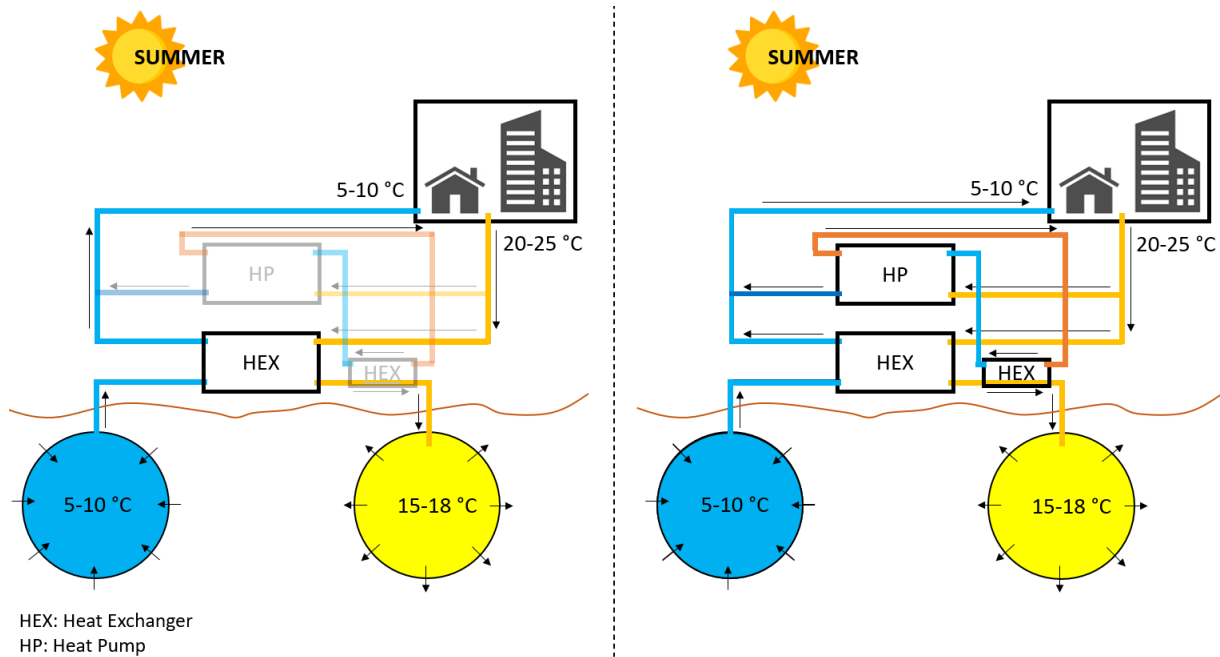 SUMMER
5-10 °C
20-25 °C
HP
HEX
HEX
5-10 °C
15-18 °C
HEX: Heat Exchanger
HP: Heat Pump
SUMMER
5-10 °C
20-25 °C
HP
HEX
HEX
5-10 °C
15-18 °C